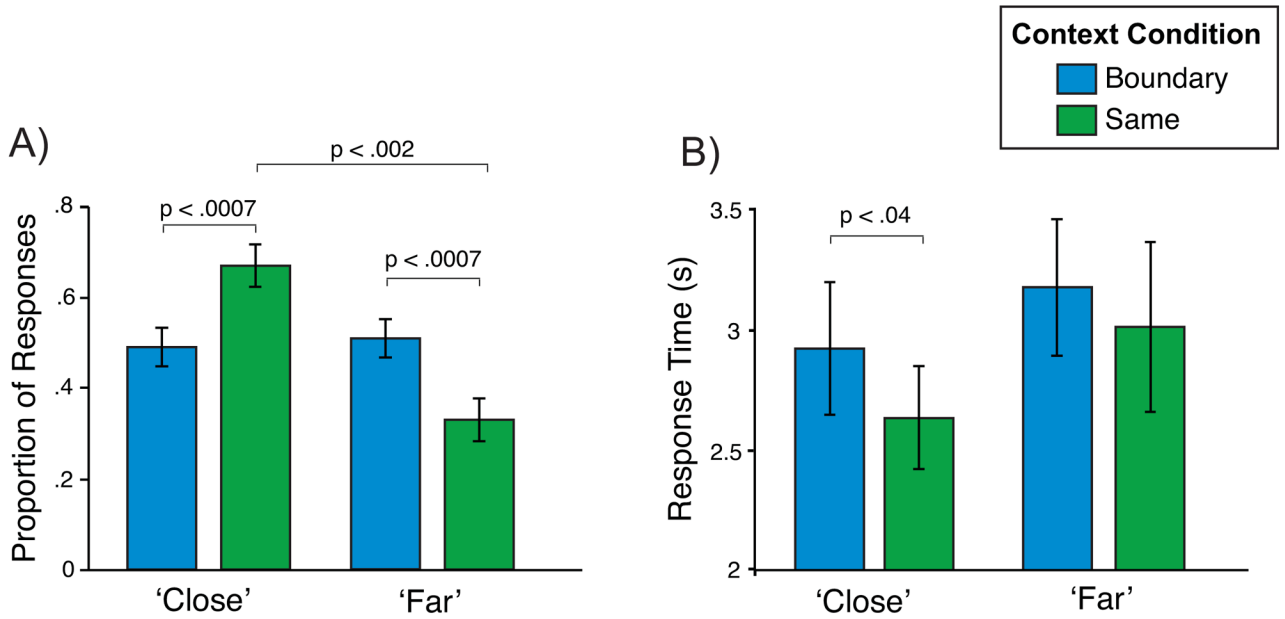 Context Condition
Boundary
Same
A)
p < .002
p < .0007
p < .0007
Proportion of Responses
.8
.6
.4
.2
0
‘Close’
‘Far’
B)
p < .04
Response Time (s)
3.5
3
2.5
2
‘Close’
‘Far’